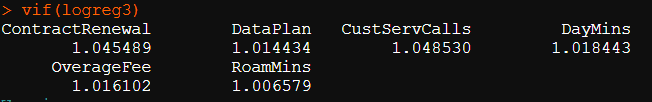 > vif(logreg3)
ContractRenewal DataPlan CustServCalls DayMins
1.045489 1.014434 1.048530 1.018443
OverageFee RoamMins
1.016102 1.006579